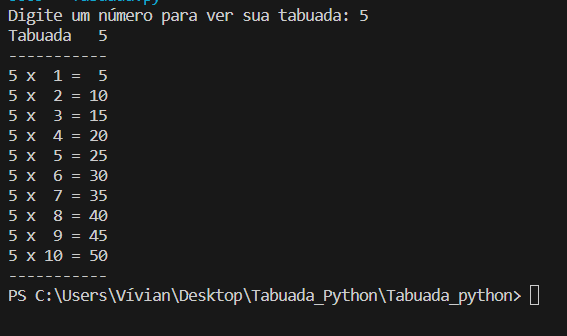 Digite um número para ver sua tabuada: 5
Tabuada   5
-----------
5 x  1 =  5
5 x  2 = 10
5 x  3 = 15
5 x  4 = 20
5 x  5 = 25
5 x  6 = 30
5 x  7 = 35
5 x  8 = 40
5 x  9 = 45
5 x 10 = 50
-----------
PS C:\Users\Vívian\Desktop\Tabuada_Python\Tabuada_python>